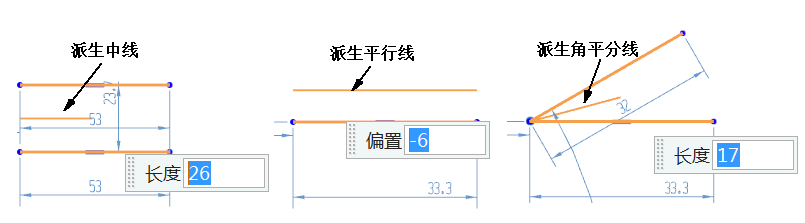 派生中线
23.7
53
53
长度 26
派生平行线
偏置 -6
33.3
派生角平分线
32
长度 17
33.3